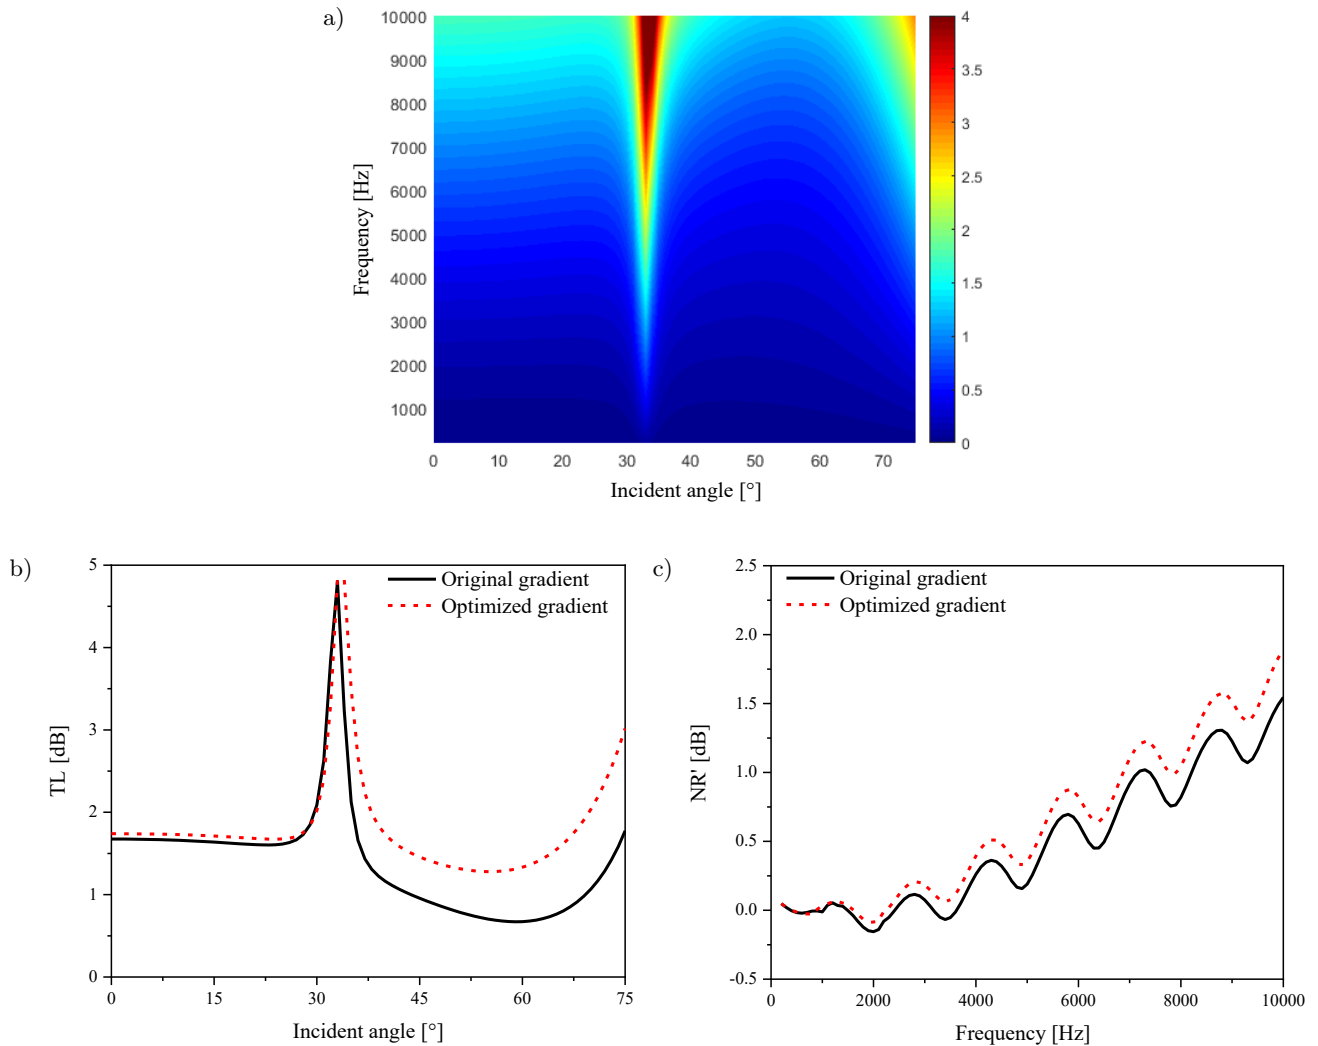 a)
10000
9000
8000
7000
6000
5000
4000
3000
2000
1000
Frequency [Hz]
0 10 20 30 40 50 60 70
Incident angle [°]
4
3.5
3
2.5
2
1.5
1
0.5
0
b)
5
4
3
2
1
0
TL [dB]
Original gradient
Optimized gradient
0 15 30 45 60 75
Incident angle [°]
c)
2.5
2.0
1.5
1.0
0.5
0.0
-0.5
NR' [dB]
Original gradient
Optimized gradient
0 2000 4000 6000 8000 10000
Frequency [Hz]